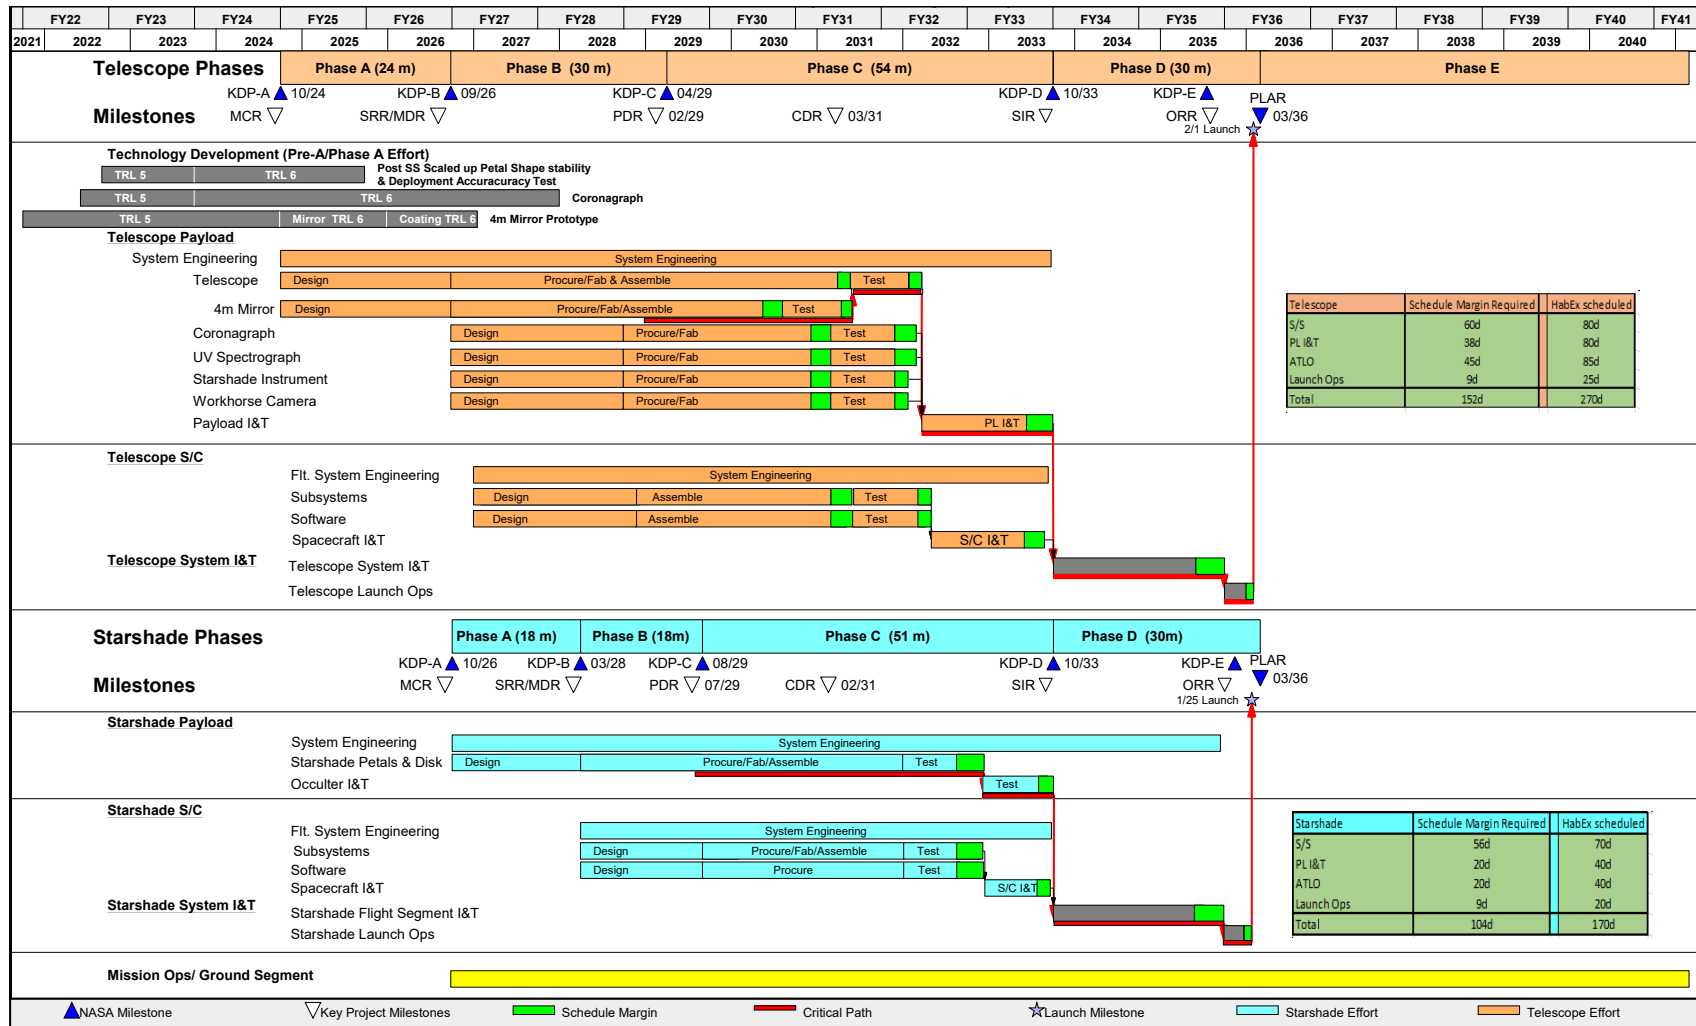 FY22 FY23 FY24 FY25 FY26 FY27 FY28 FY29 FY30 FY31 FY32 FY33 FY34 FY35 FY36 FY37 FY38 FY39 FY40 FY41
2021 2022 2023 2024 2025 2026 2027 2028 2029 2030 2031 2032 2033 2034 2035 2036 2037 2038 2039 2040
Telescope Phases Phase A (24 m) Phase B (30 m) Phase C (54 m) Phase D (30 m) Phase E
KDP-A 10/24 KDP-B 09/26 KDP-C 04/29 KDP-D 10/33 KDP-E PLAR
Milestones MCR SRR/MDR PDR 02/29 CDR 03/31 SIR ORR 03/36
2/1 Launch
Technology Development (Pre-A/Phase A Effort)
TRL 5 TRL 6 Post SS Scaled up Petal Shape stability
& Deployment Accuracuracy Test
TRL 5 TRL 6 Coronagraph
TRL 5 Mirror TRL 6 Coating TRL 6 4m Mirror Prototype
Telescope Payload
System Engineering System Engineering
Telescope Design Procure/Fab & Assemble Test
4m Mirror Design Procure/Fab/Assemble Test
Coronagraph Design Procure/Fab Test
UV Spectrograph Design Procure/Fab Test
Starshade Instrument Design Procure/Fab Test
Workhorse Camera Design Procure/Fab Test
Payload I&T PL I&T
Telescope Schedule Margin Required HabEx scheduled
S/S 60d 80d
PL I&T 38d 80d
ATLO 45d 85d
Launch Ops 9d 25d
Total 152d 270d
Telescope S/C
Flt. System Engineering System Engineering
Subsystems Design Assemble Test
Software Design Assemble Test
Spacecraft I&T S/C I&T
Telescope System I&T Telescope System I&T
Telescope Launch Ops
Starshade Phases Phase A (18 m) Phase B (18m) Phase C (51 m) Phase D (30m)
KDP-A 10/26 KDP-B 03/28 KDP-C 08/29 KDP-D 10/33 KDP-E PLAR
Milestones MCR SRR/MDR PDR 07/29 CDR 02/31 SIR ORR 03/36
1/25 Launch
Starshade Payload
System Engineering System Engineering
Starshade Petals & Disk Design Procure/Fab/Assemble Test
Occulter I&T Test
Starshade S/C
Flt. System Engineering System Engineering
Subsystems Design Procure/Fab/Assemble Test
Software Design Procure Test
Spacecraft I&T S/C I&T
Starshade System I&T Starshade Flight Segment I&T
Starshade Launch Ops
Starshade Schedule Margin Required HabEx scheduled
S/S 56d 70d
PL I&T 20d 40d
ATLO 20d 40d
Launch Ops 9d 20d
Total 104d 170d
Mission Ops/ Ground Segment
NASA Milestone Key Project Milestones Schedule Margin Critical Path Launch Milestone Starshade Effort Telescope Effort